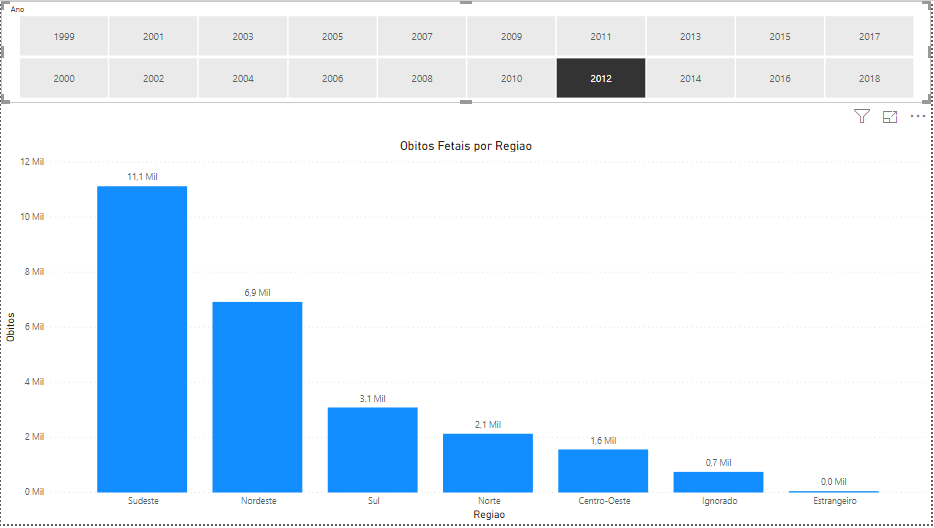 Ano
1999 2001 2003 2005 2007 2009 2011 2013 2015 2017
2000 2002 2004 2006 2008 2010 2012 2014 2016 2018
Obitos Fetais por Regiao
12 Mil
11,1 Mil
10 Mil
8 Mil
6,9 Mil
6 Mil
4 Mil
3,1 Mil
2,1 Mil
2 Mil
1,6 Mil
0,7 Mil
0,0 Mil
0 Mil
Obitos
Sudeste Nordeste Sul Norte Centro-Oeste Ignorado Estrangeiro
Regiao